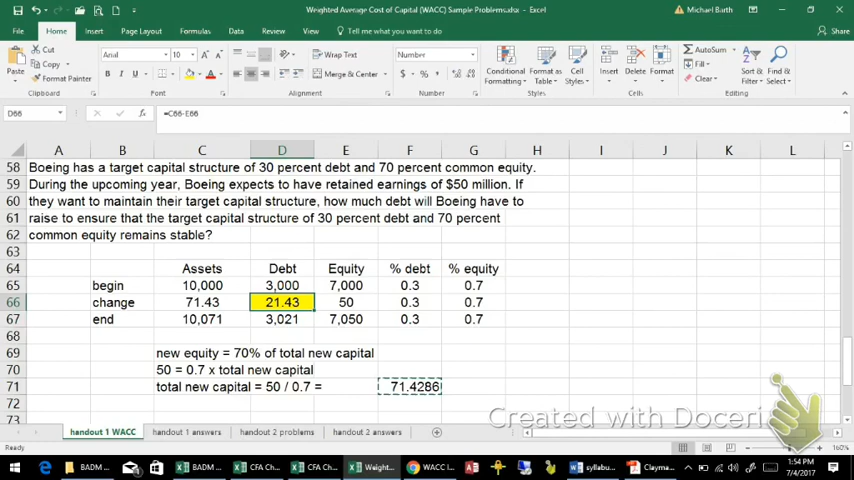 Weighted Average Cost of Capital (WACC) Sample Problems.xlsx - Excel
Michael Barth
File Home Insert Page Layout Formulas Data Review View Tell me what you want to do Share
Cut
Copy
Format Painter
Paste
Clipboard
Arial 10
B I U
Font
Wrap Text
Merge & Center
Alignment
Number
$ % ,
Number
Conditional Formatting
Format as Table
Cell Styles
Styles
Insert Delete Format
Cells
AutoSum
Fill
Clear
Sort & Filter
Find & Select
Editing
D66 fx =C66-E66
A B C D E F G H I J K L
58 Boeing has a target capital structure of 30 percent debt and 70 percent common equity.
59 During the upcoming year, Boeing expects to have retained earnings of $50 million. If
60 they want to maintain their target capital structure, how much debt will Boeing have to
61 raise to ensure that the target capital structure of 30 percent debt and 70 percent
62 common equity remains stable?
63
64 Assets Debt Equity % debt % equity
65 begin 10,000 3,000 7,000 0.3 0.7
66 change 71.43 21.43 50 0.3 0.7
67 end 10,071 3,021 7,050 0.3 0.7
68
69 new equity = 70% of total new capital
70 50 = 0.7 x total new capital
71 total new capital = 50 / 0.7 = 71.4286
72
73
Created with Doceri
handout 1 WACC handout 1 answers handout 2 problems handout 2 answers
Ready 160%
BADM ... CFA Ch... CFA Ch... Weight... WACC I... syllabu... Clayma...
1:54 PM
7/4/2017